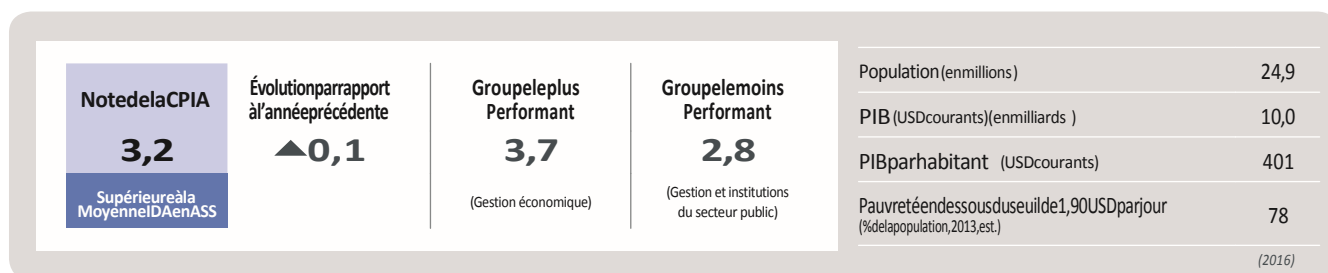 NotedelaCPIA
3,2
Supérieureàla
MoyenneIDAenASS
Évolutionparrapport
àl'annéeprécédente
▲0,1
Groupeleplus
Performant
3,7
(Gestion économique)
Groupelemoins
Performant
2,8
(Gestion et institutions
du secteur public)
Population(enmillions) 24,9
PIB(USDcourants)(enmilliards ) 10,0
PIBparhabitant (USDcourants) 401
Pauvretéendessousduseuilde1,90USDparjour 78
(%delapopulation,2013,est.)
(2016)